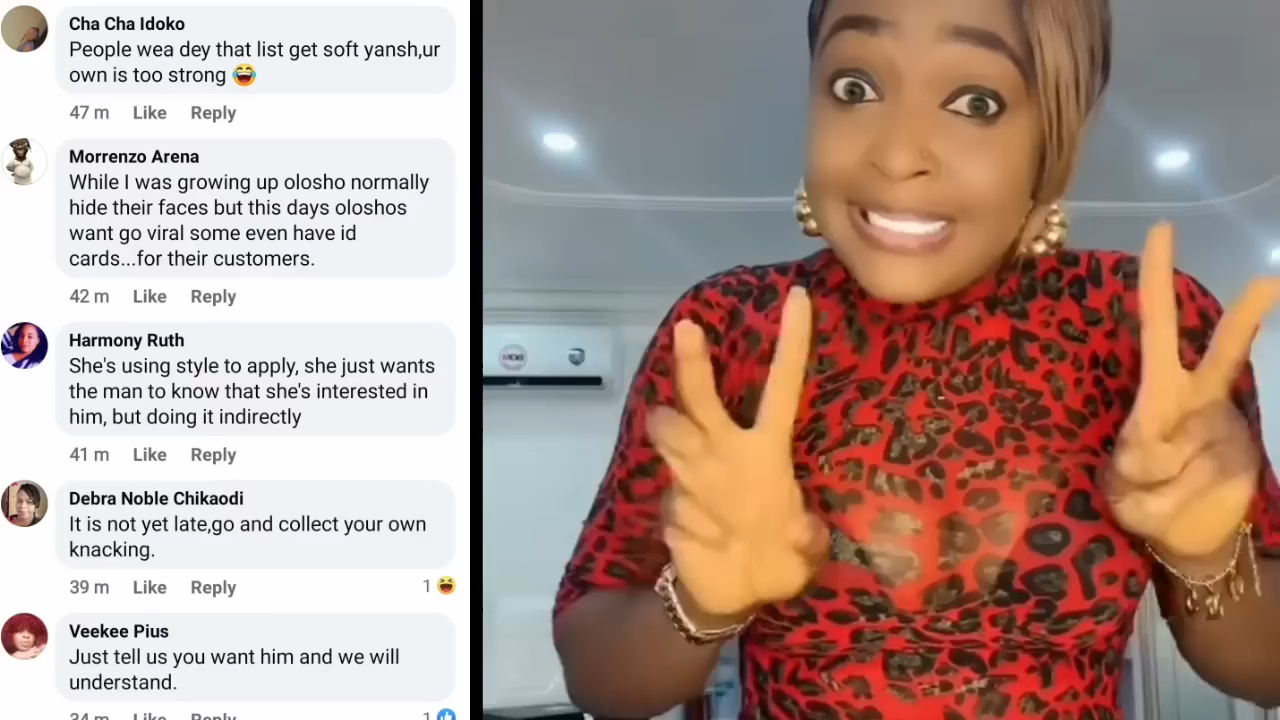 Cha Cha Idoko
People wea dey that list get soft yansh,ur
own is too strong 😂
47 m Like Reply
Morrenzo Arena
While I was growing up olosho normally
hide their faces but this days oloshos
want go viral some even have id
cards...for their customers.
42 m Like Reply
Harmony Ruth
She's using style to apply, she just wants
the man to know that she's interested in
him, but doing it indirectly
41 m Like Reply
Debra Noble Chikaodi
It is not yet late,go and collect your own
knacking.
39 m Like Reply 1
Veekee Pius
Just tell us you want him and we will
understand.
34 m Like Reply 1